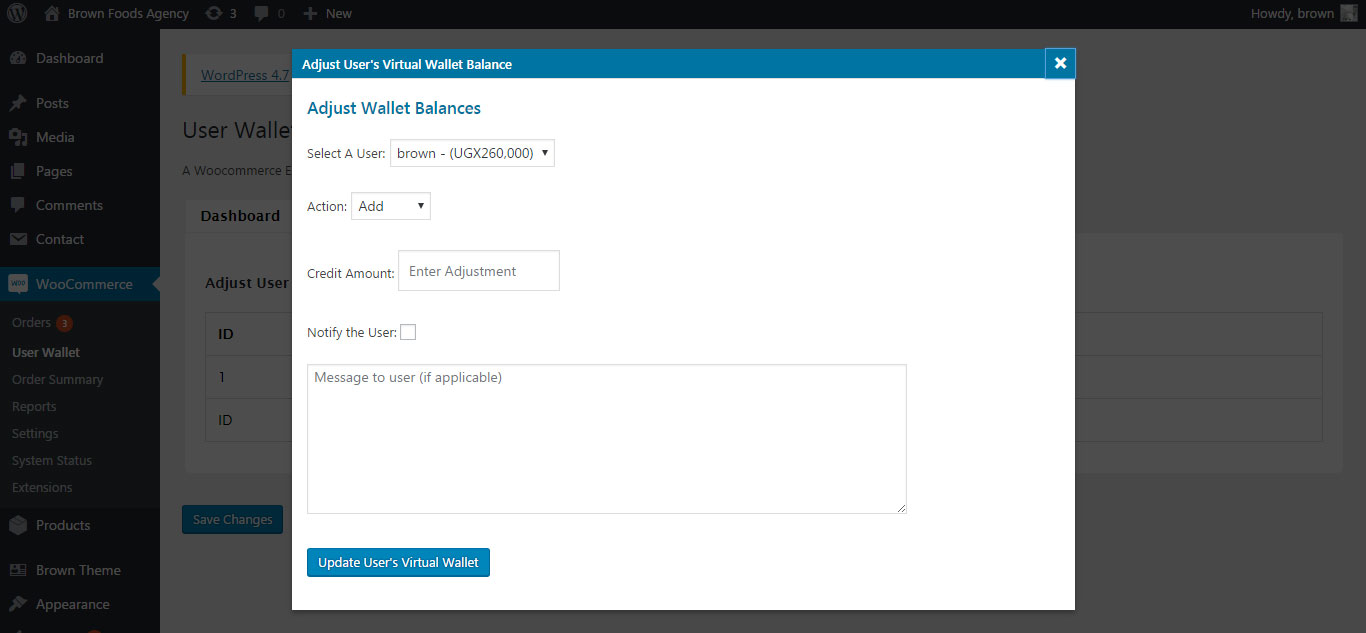 Brown Foods Agency 3 0 New Howdy, brown
Dashboard
Posts
Media
Pages
Comments
Contact
WOO WooCommerce
Orders 3
User Wallet
Order Summary
Reports
Settings
System Status
Extensions
Products
Brown Theme
Appearance
WordPress 4.7
User Walle
A Woocommerce E
Dashboard
Adjust User
ID
1
ID
Save Changes
Adjust User's Virtual Wallet Balance
Adjust Wallet Balances
Select A User: brown - (UGX260,000)
Action: Add
Credit Amount: Enter Adjustment
Notify the User:
Message to user (if applicable)
Update User's Virtual Wallet